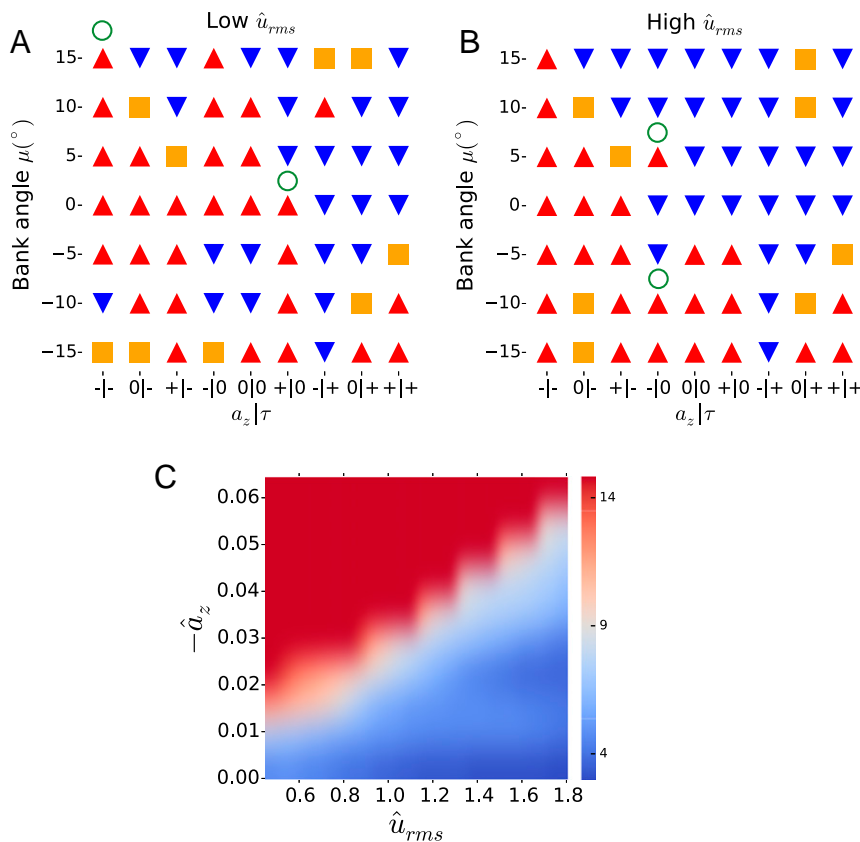 A
Low û_rms
Bank angle μ(°)
15-
10-
5-
0-
−5-
−10-
−15-
-|- 0|- +|- -|0 0|0 +|0 -|+ 0|+ +|+
a_z|τ
B
High û_rms
Bank angle μ(°)
15-
10-
5-
0-
−5-
−10-
−15-
-|- 0|- +|- -|0 0|0 +|0 -|+ 0|+ +|+
a_z|τ
C
−â_z
0.06
0.05
0.04
0.03
0.02
0.01
0.00
0.6 0.8 1.0 1.2 1.4 1.6 1.8
û_rms
14
9
4